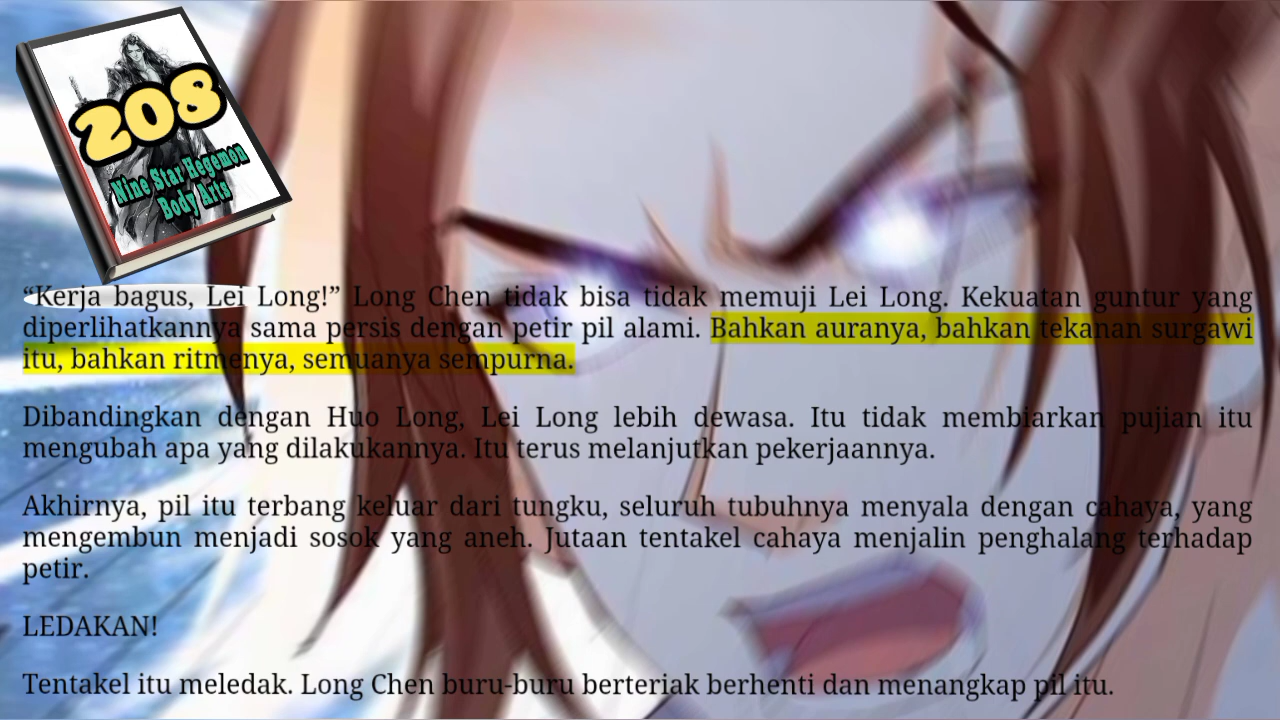 208
Nine Star Hegemon
Body Arts
“Kerja bagus, Lei Long!” Long Chen tidak bisa tidak memuji Lei Long. Kekuatan guntur yang
diperlihatkannya sama persis dengan petir pil alami. Bahkan auranya, bahkan tekanan surgawi
itu, bahkan ritmenya, semuanya sempurna.
Dibandingkan dengan Huo Long, Lei Long lebih dewasa. Itu tidak membiarkan pujian itu
mengubah apa yang dilakukannya. Itu terus melanjutkan pekerjaannya.
Akhirnya, pil itu terbang keluar dari tungku, seluruh tubuhnya menyala dengan cahaya, yang
mengembun menjadi sosok yang aneh. Jutaan tentakel cahaya menjalin penghalang terhadap
petir.
LEDAKAN!
Tentakel itu meledak. Long Chen buru-buru berteriak berhenti dan menangkap pil itu.